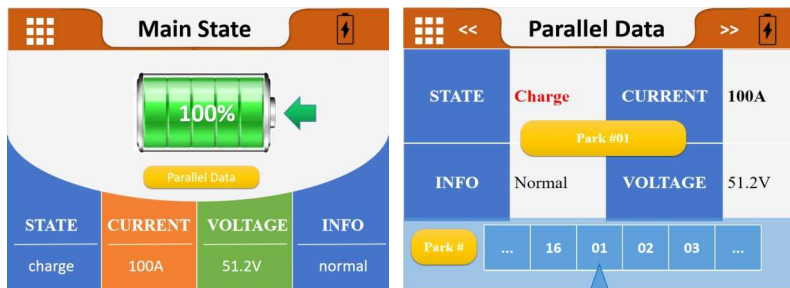 Main State
100%
Parallel Data
STATE CURRENT VOLTAGE INFO
charge 100A 51.2V normal
<< Parallel Data >>
STATE Charge CURRENT 100A
Park #01
INFO Normal VOLTAGE 51.2V
Park # ... 16 01 02 03 ...